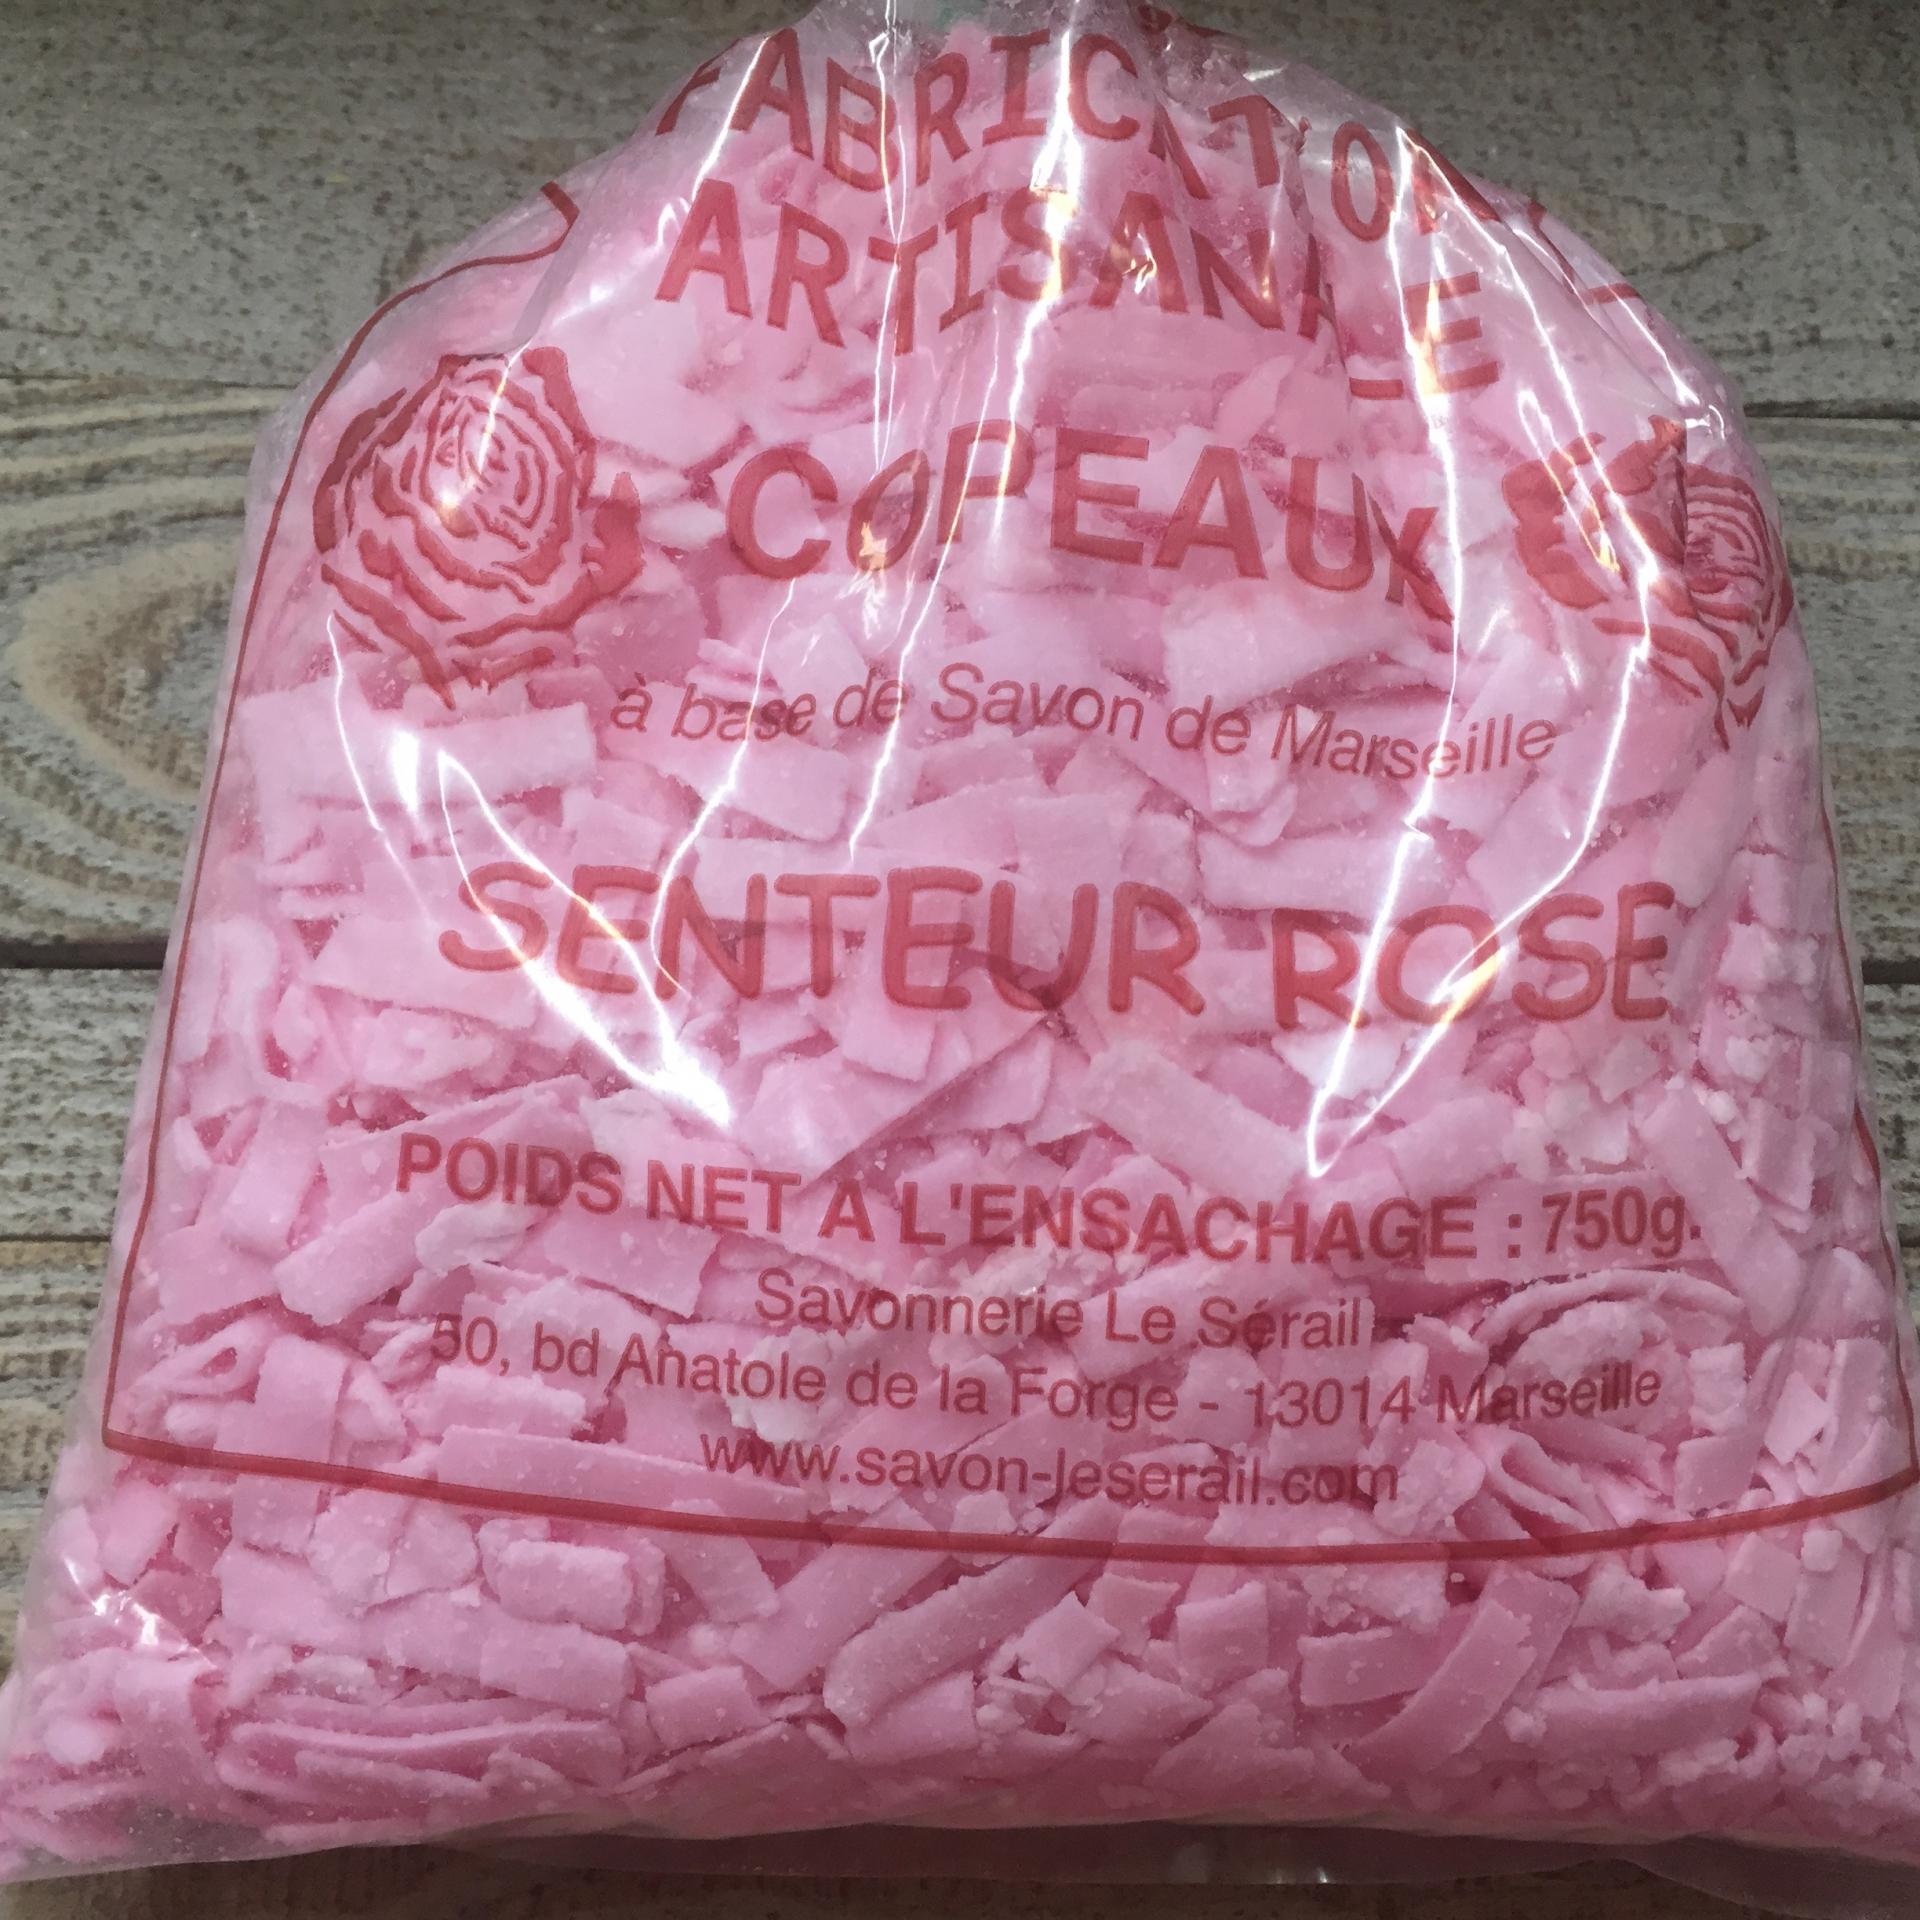 FABRICATION
ARTISANALE
COPEAUX
à base de Savon de Marseille
SENTEUR ROSE
POIDS NET A L'ENSACHAGE : 750g.
Savonnerie Le Sérail
50, bd Anatole de la Forge - 13014 Marseille
www.savon-leserail.com